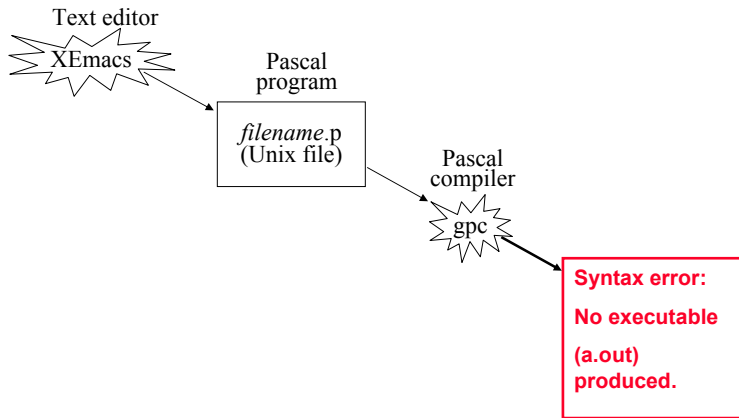 Text editor
XEmacs
Pascal
program
filename.p
(Unix file)
Pascal
compiler
gpc
Syntax error:
No executable
(a.out)
produced.